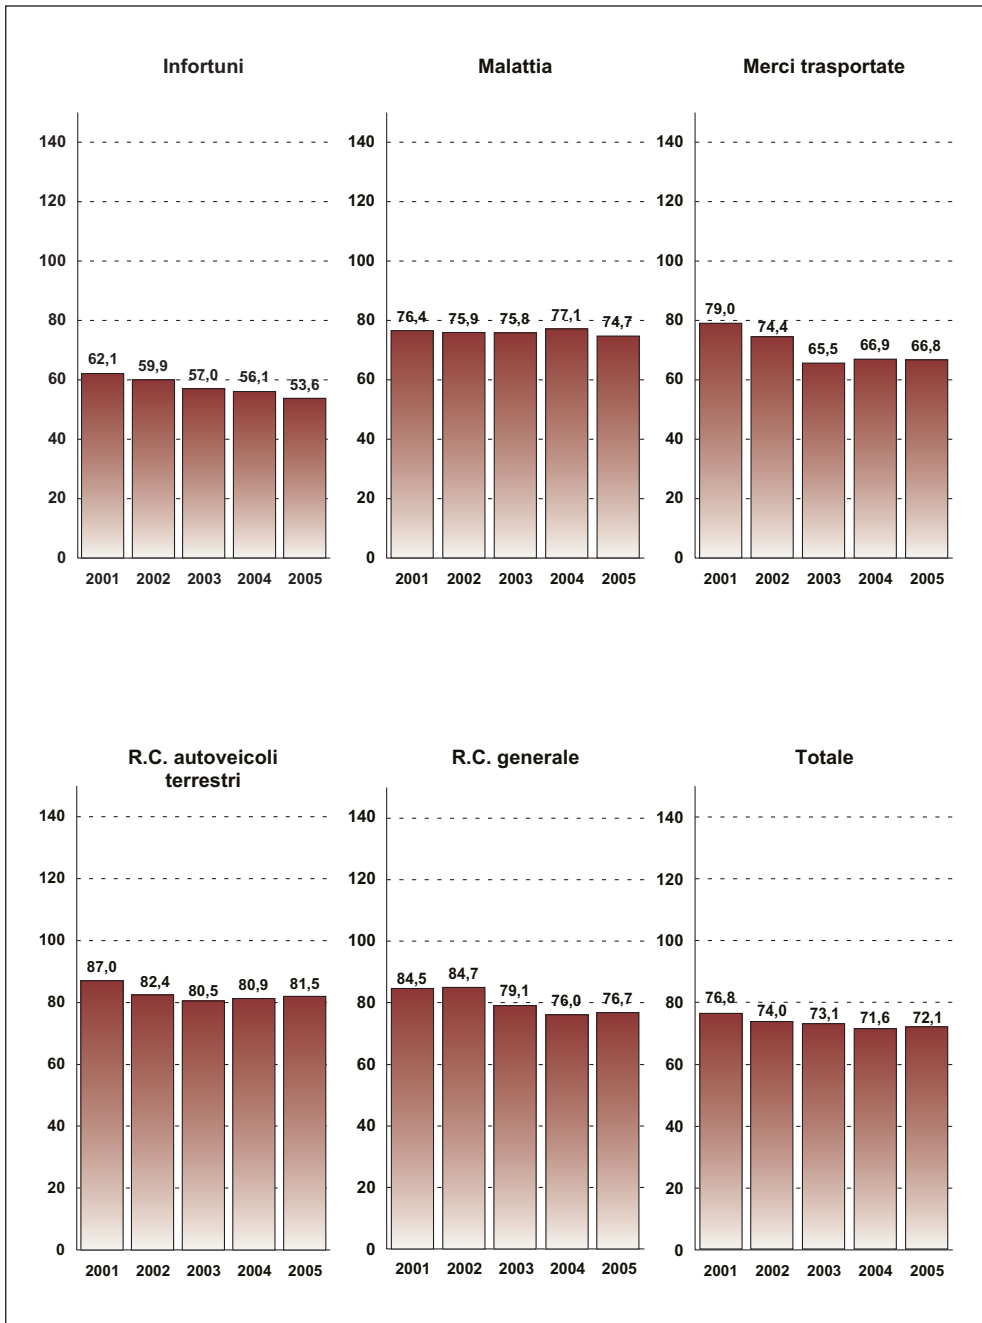 Infortuni
140
120
100
80
60
40
20
0
62,1 59,9 57,0 56,1 53,6
2001 2002 2003 2004 2005
Malattia
140
120
100
80
60
40
20
0
76,4 75,9 75,8 77,1 74,7
2001 2002 2003 2004 2005
Merci trasportate
140
120
100
80
60
40
20
0
79,0 74,4 65,5 66,9 66,8
2001 2002 2003 2004 2005
R.C. autoveicoli
terrestri
140
120
100
80
60
40
20
0
87,0 82,4 80,5 80,9 81,5
2001 2002 2003 2004 2005
R.C. generale
140
120
100
80
60
40
20
0
84,5 84,7 79,1 76,0 76,7
2001 2002 2003 2004 2005
Totale
140
120
100
80
60
40
20
0
76,8 74,0 73,1 71,6 72,1
2001 2002 2003 2004 2005